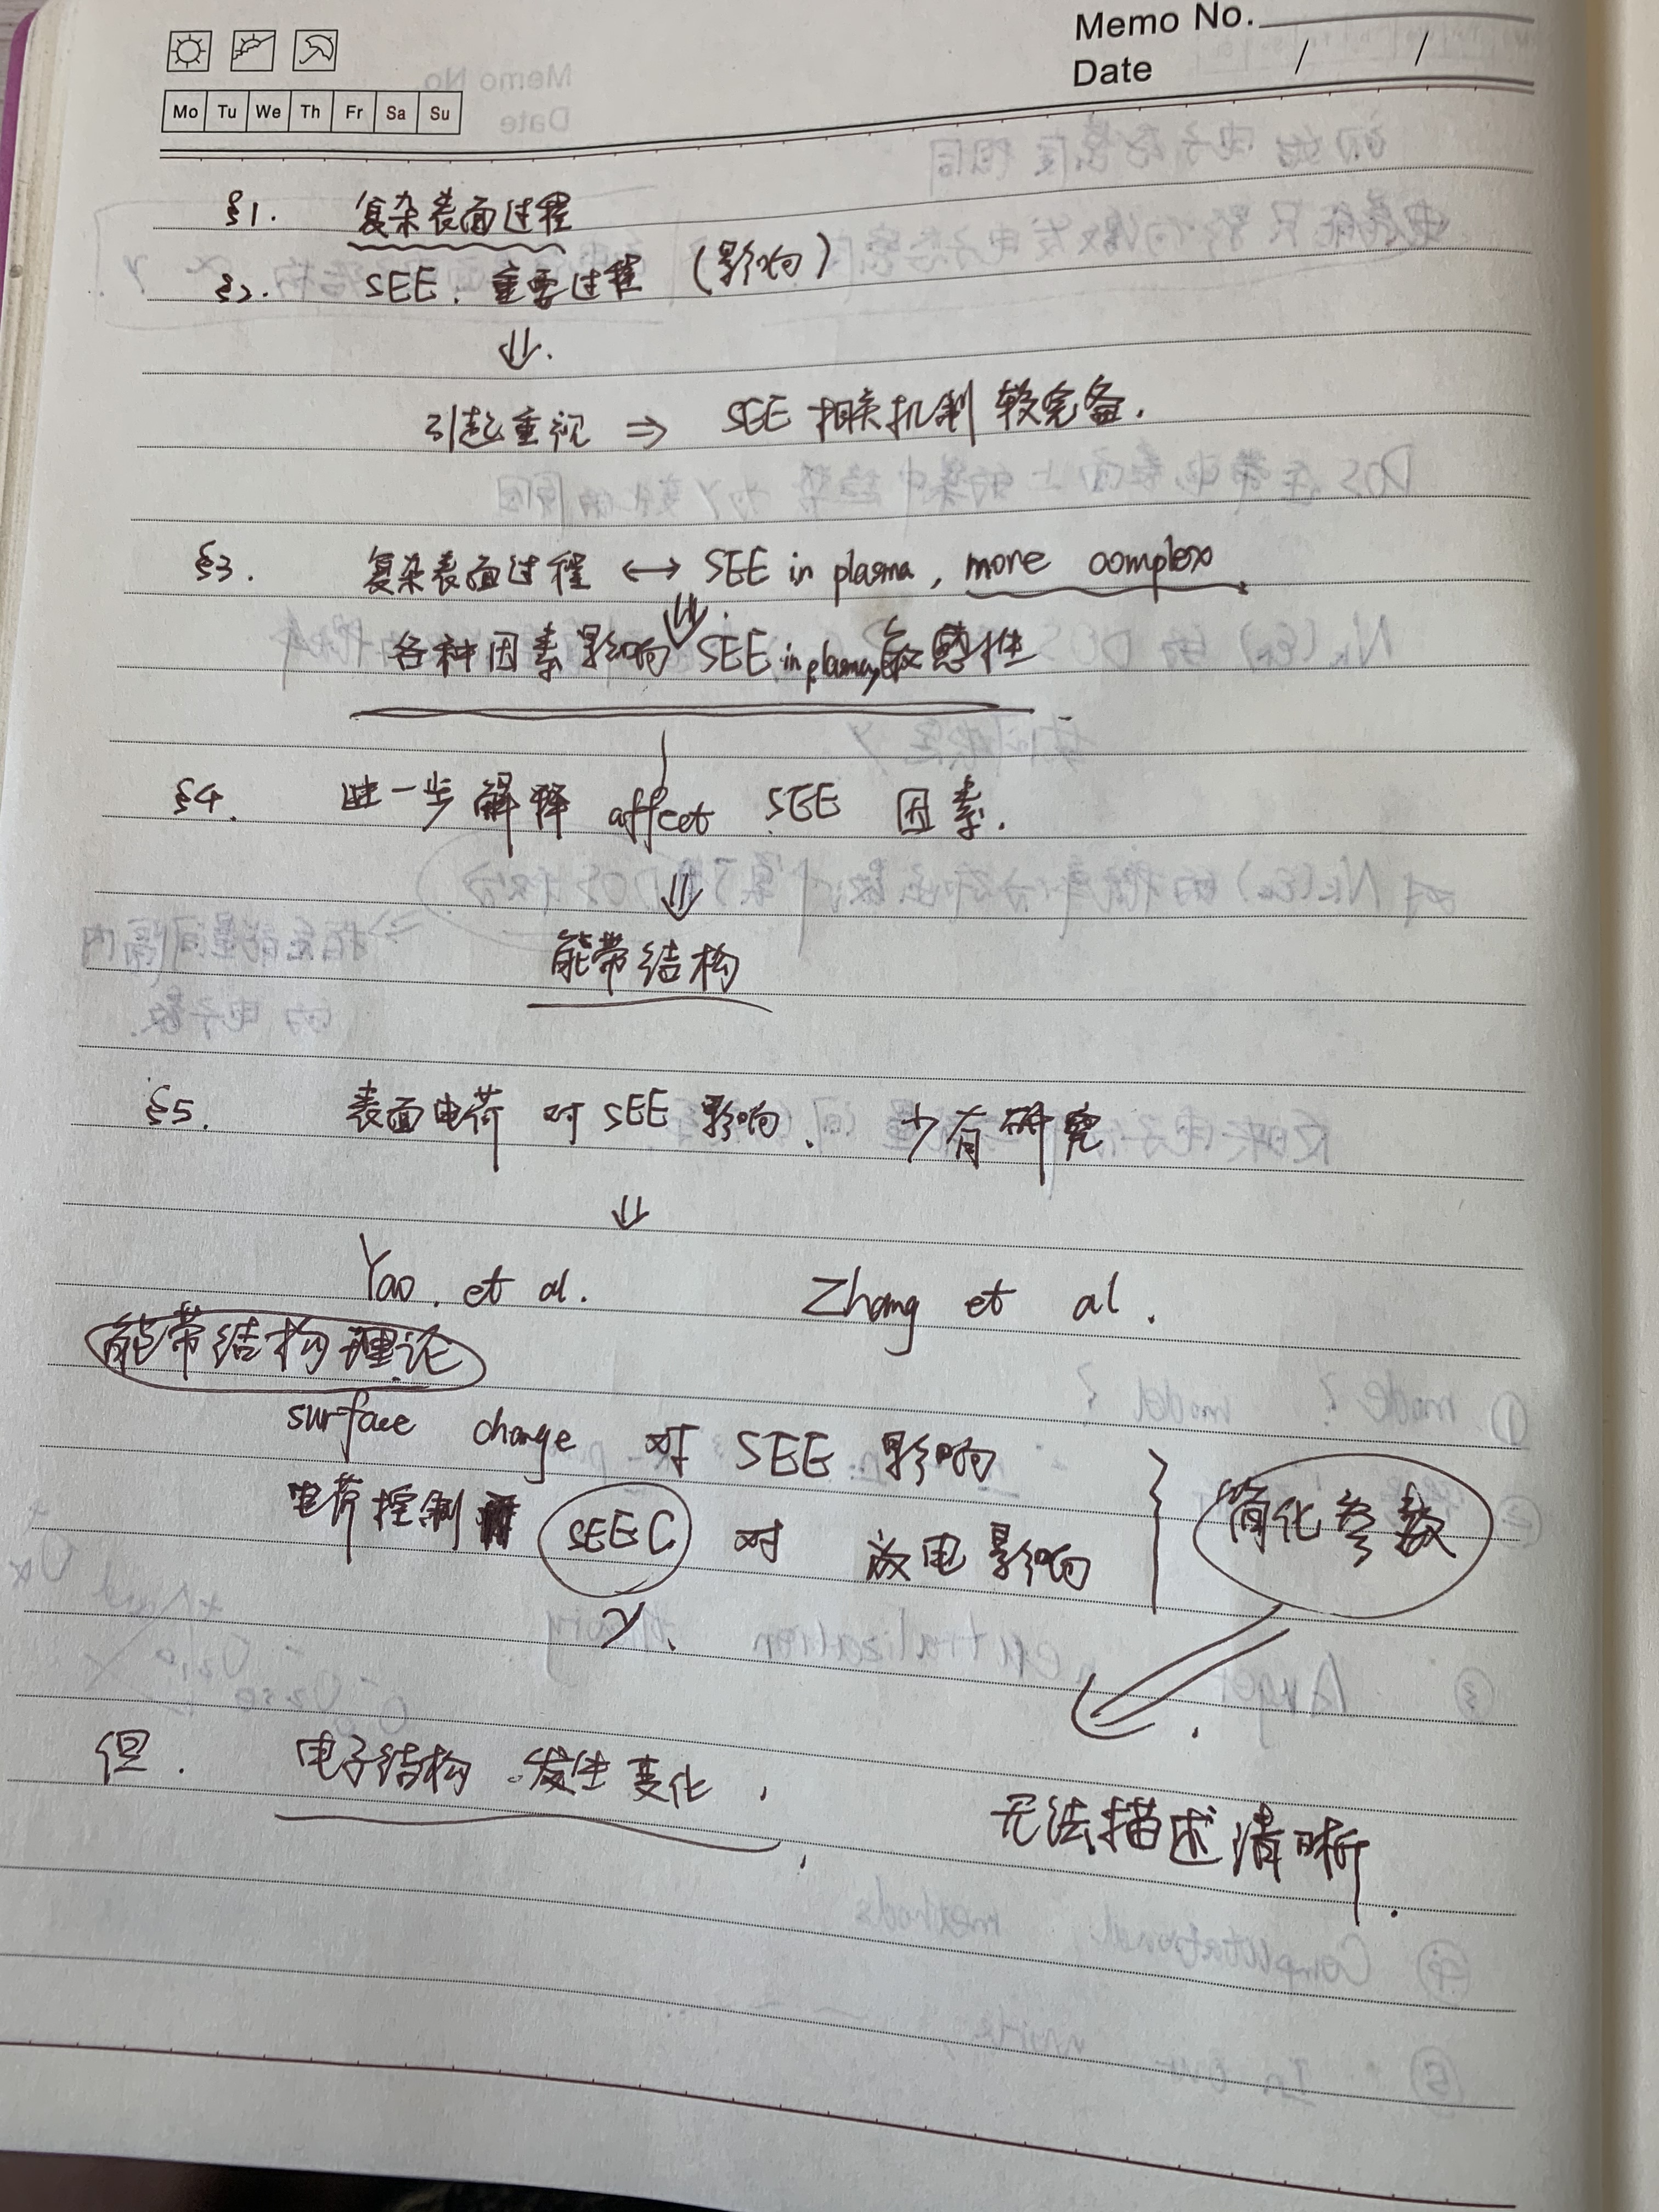 Memo No.
Date / /
Mo Tu We Th Fr Sa Su
§1. 复杂表面过程
§2. SEE. 重要过程 (影响)
⇓.
引起重视 ⇒ SEE 相关机制 较完备.
§3. 复杂表面过程 ↔ SEE in plasma, more complex
⇓
各种因素影响 SEE in plasma, 敏感性
§4. 进一步解释 affect SEE 因素.
⇓
能带结构
§5. 表面电荷 对 SEE 影响. 少有研究
⇓
Yao. et al. Zhang et al.
能带结构理论
surface change 对 SEE 影响
电荷控制 SEEC 对 放电影响 } 简化参数
γ.
但. 电子结构.发生变化, 无法描述清晰.